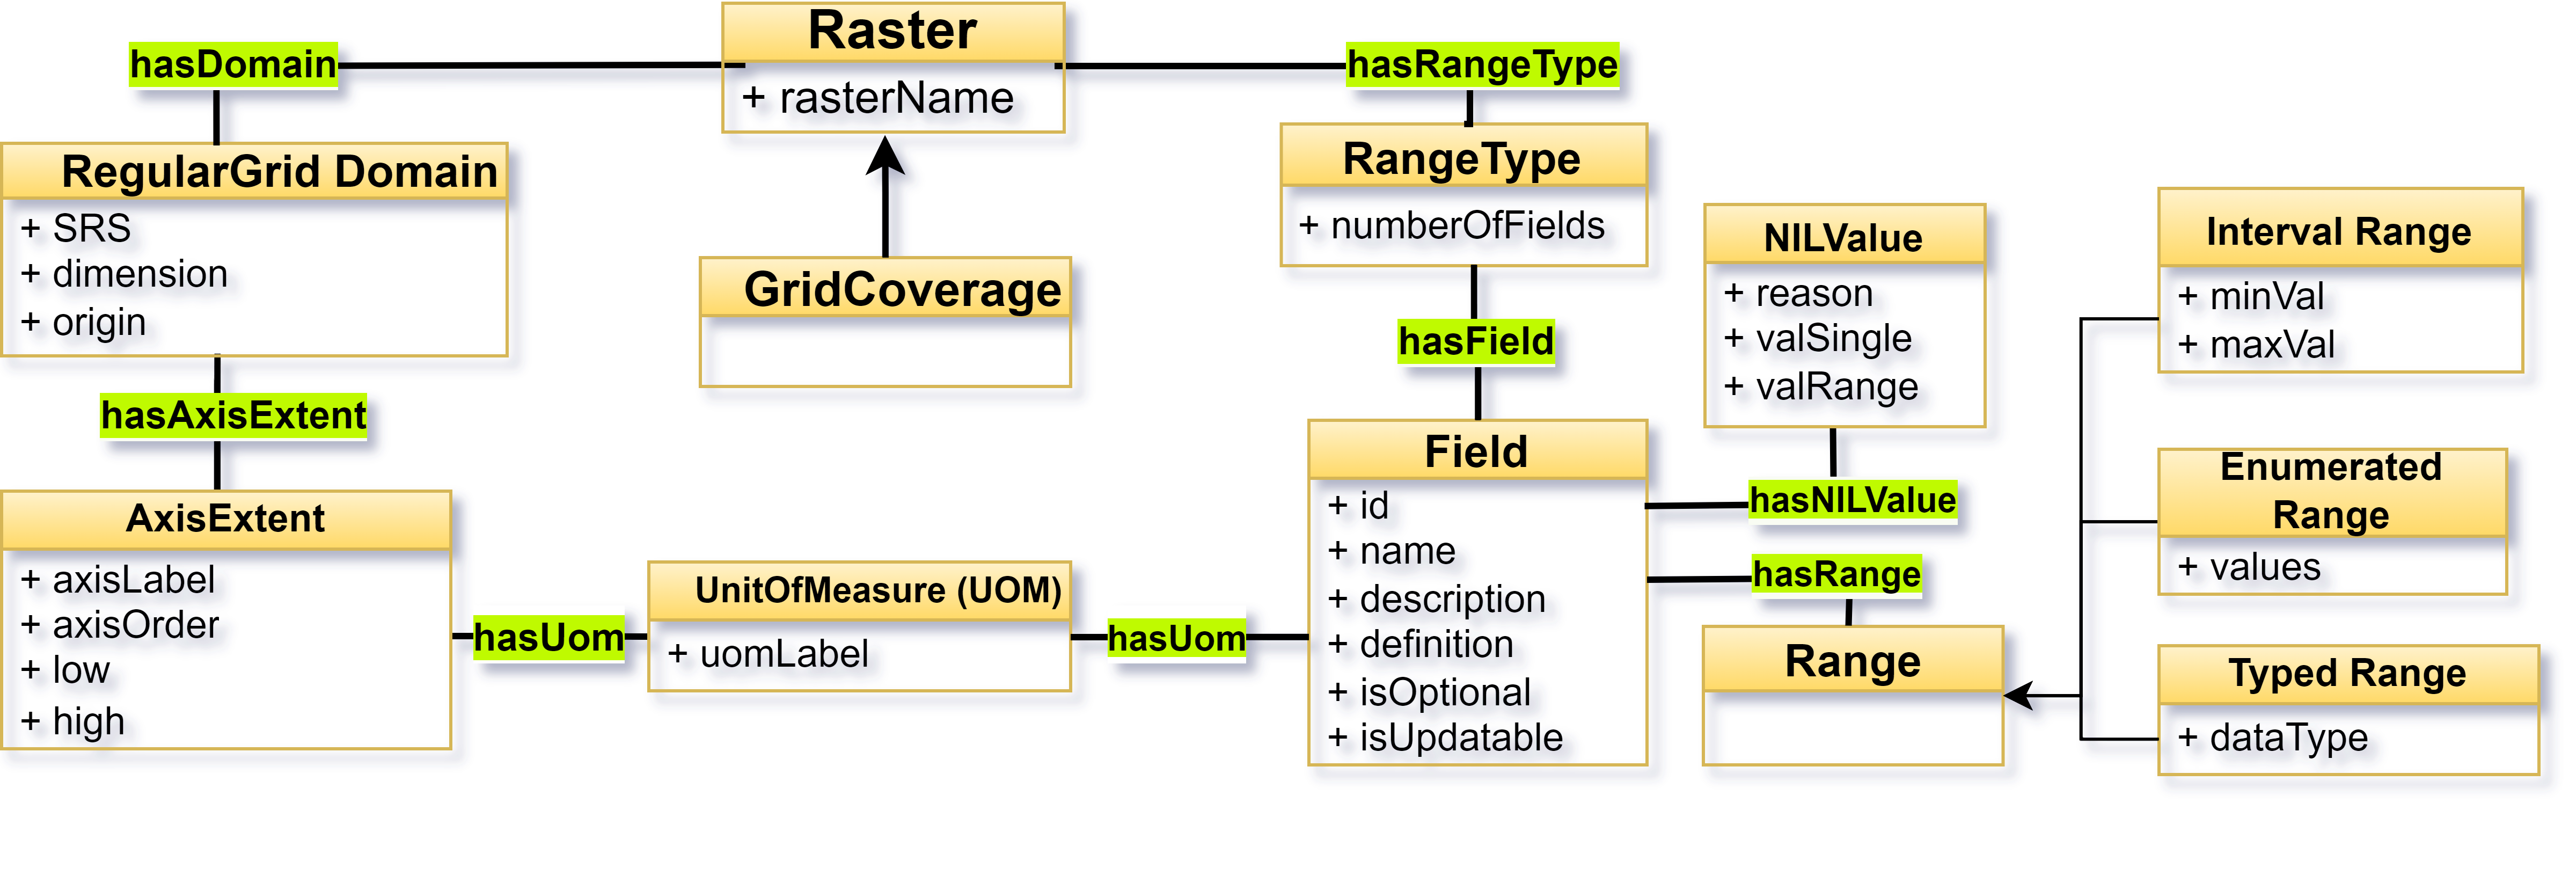 Raster
+ rasterName
hasDomain
hasRangeType
RegularGrid Domain
+ SRS
+ dimension
+ origin
GridCoverage
RangeType
+ numberOfFields
hasField
NILValue
+ reason
+ valSingle
+ valRange
Interval Range
+ minVal
+ maxVal
hasAxisExtent
AxisExtent
+ axisLabel
+ axisOrder
+ low
+ high
hasUom
UnitOfMeasure (UOM)
+ uomLabel
hasUom
Field
+ id
+ name
+ description
+ definition
+ isOptional
+ isUpdatable
hasNILValue
hasRange
Range
Enumerated
Range
+ values
Typed Range
+ dataType